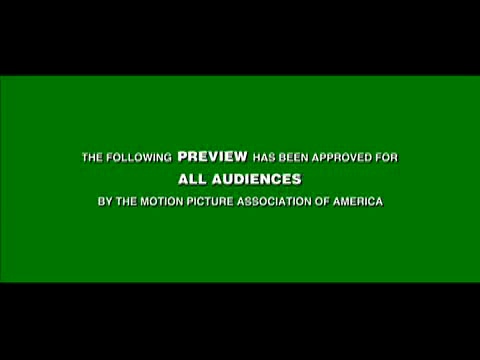 THE FOLLOWING PREVIEW HAS BEEN APPROVED FOR
ALL AUDIENCES
BY THE MOTION PICTURE ASSOCIATION OF AMERICA